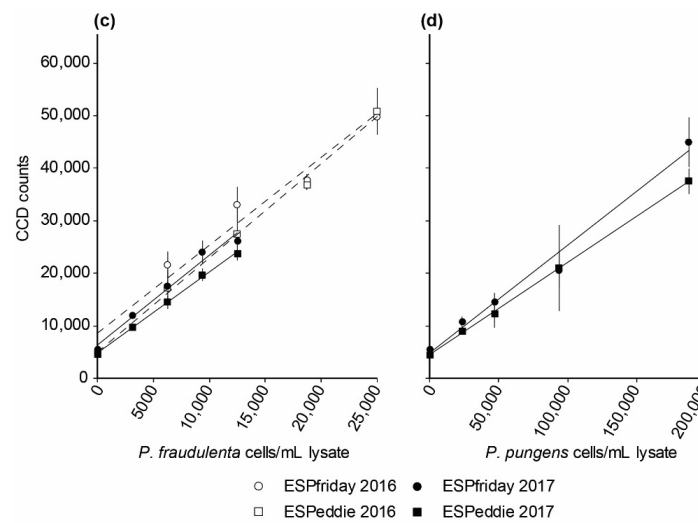 (c)
(d)
60,000
50,000
40,000
30,000
20,000
10,000
0
CCD counts
0
5000
10,000
15,000
20,000
25,000
0
50,000
100,000
150,000
200,00
P. fraudulenta cells/mL lysate
P. pungens cells/mL lysate
ESPfriday 2016
ESPfriday 2017
ESPeddie 2016
ESPeddie 2017